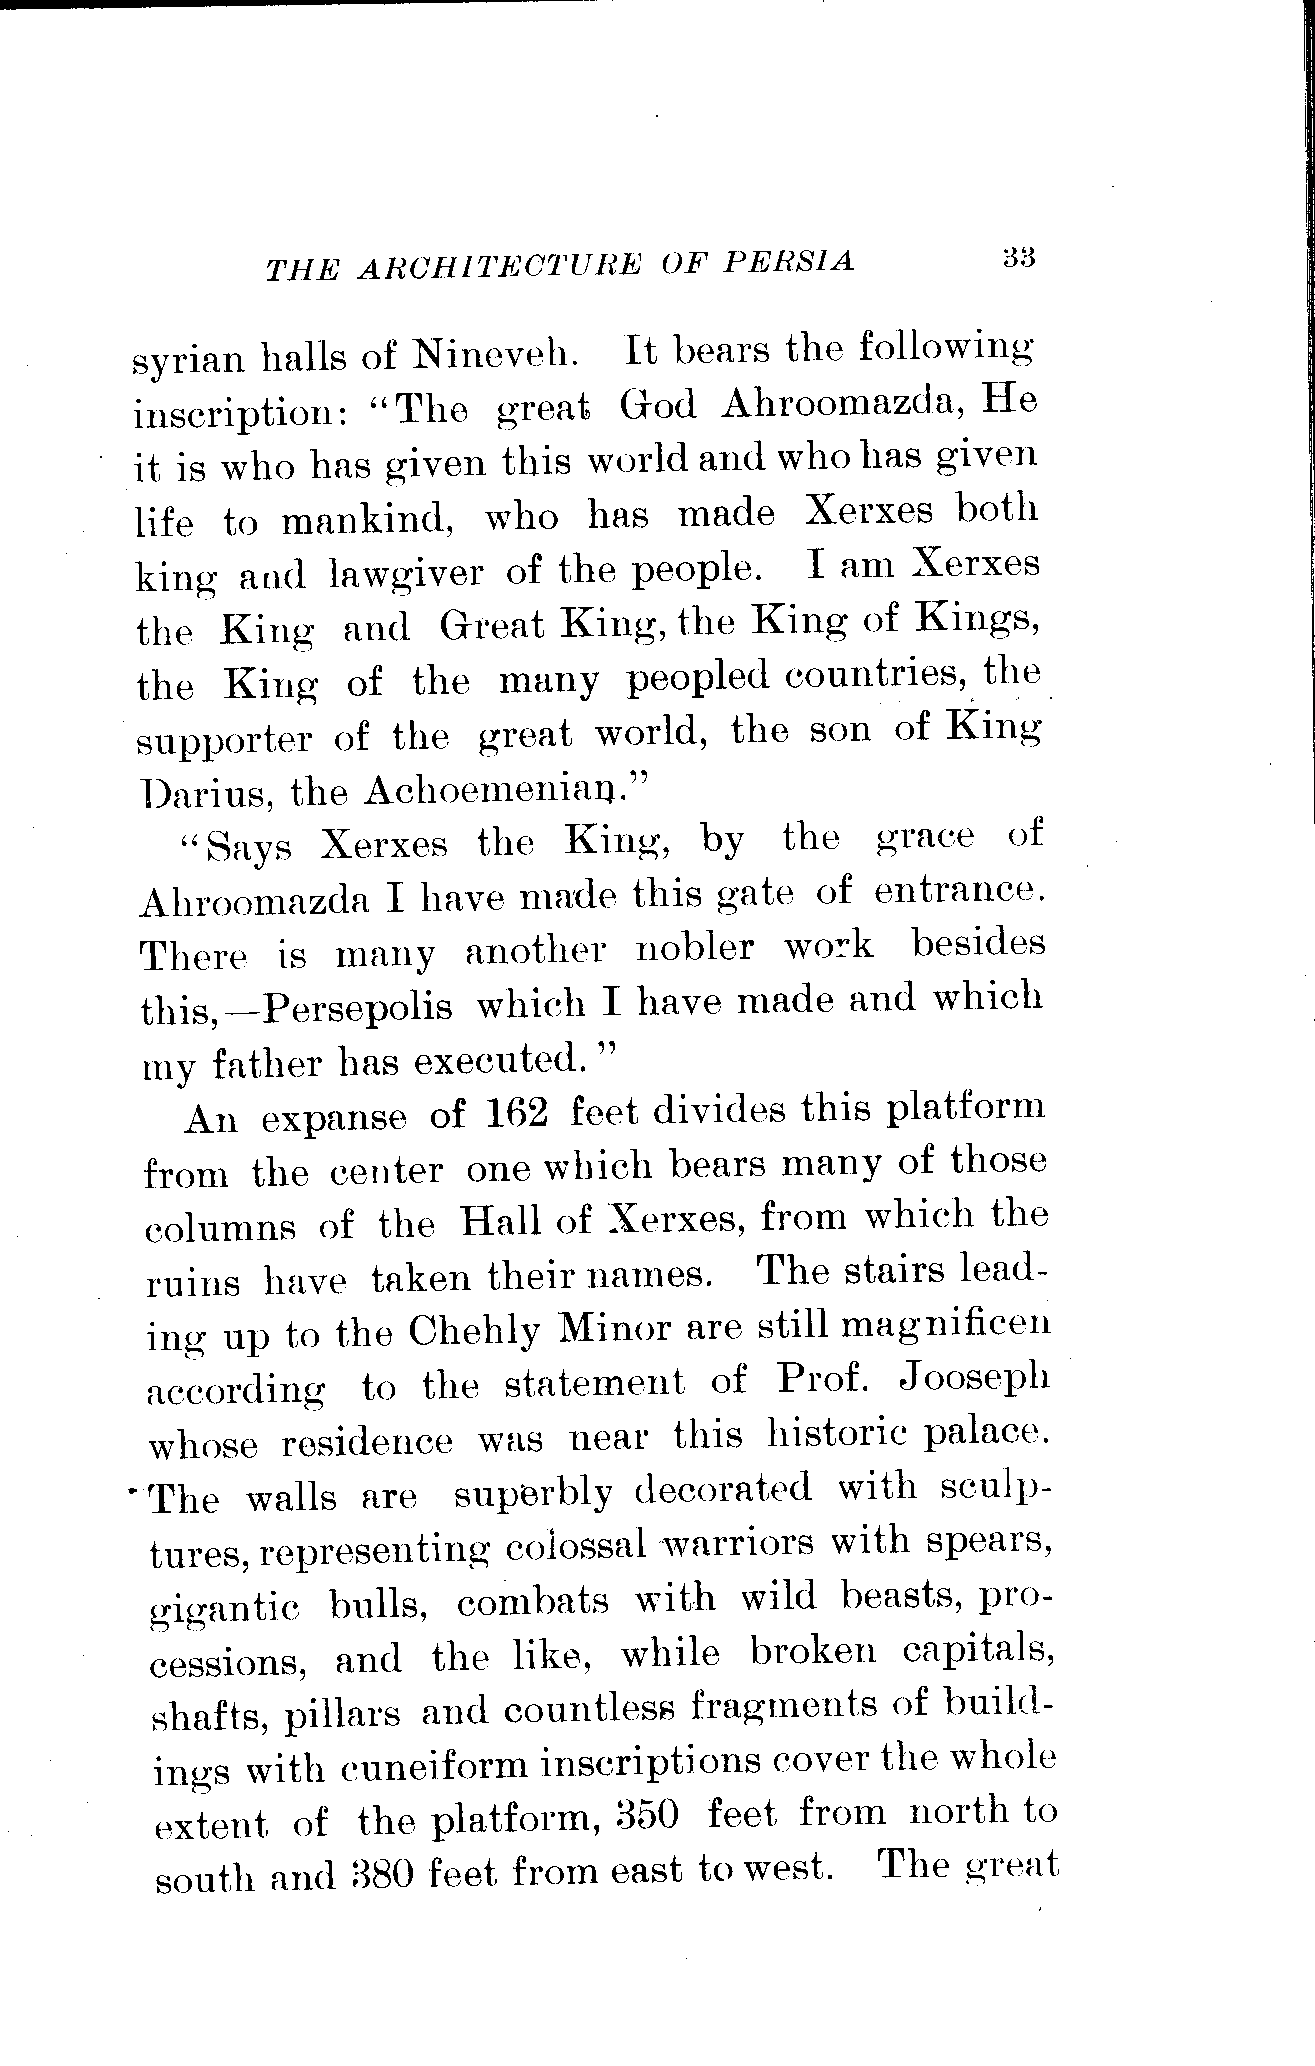 THE ARCHITECTURE OF PERSIA 33
syrian halls of Nineveh. It bears the following
inscription: "The great God Ahroomazda, He
it is who has given this world and who has given
life to mankind, who has made Xerxes both
king and lawgiver of the people. I am Xerxes
the King and Great King, the King of Kings,
the King of the many peopled countries, the
supporter of the great world, the son of King
Darius, the Achoemenian."
"Says Xerxes the King, by the grace of
Ahroomazda I have made this gate of entrance.
There is many another nobler work besides
this,—Persepolis which I have made and which
my father has executed."
An expanse of 162 feet divides this platform
from the center one which bears many of those
columns of the Hall of Xerxes, from which the
ruins have taken their names. The stairs lead-
ing up to the Chehly Minor are still magnificen
according to the statement of Prof. Jooseph
whose residence was near this historic palace.
The walls are superbly decorated with sculp-
tures, representing colossal warriors with spears,
gigantic bulls, combats with wild beasts, pro-
cessions, and the like, while broken capitals,
shafts, pillars and countless fragments of build-
ings with cuneiform inscriptions cover the whole
extent of the platform, 350 feet from north to
south and 380 feet from east to west. The great